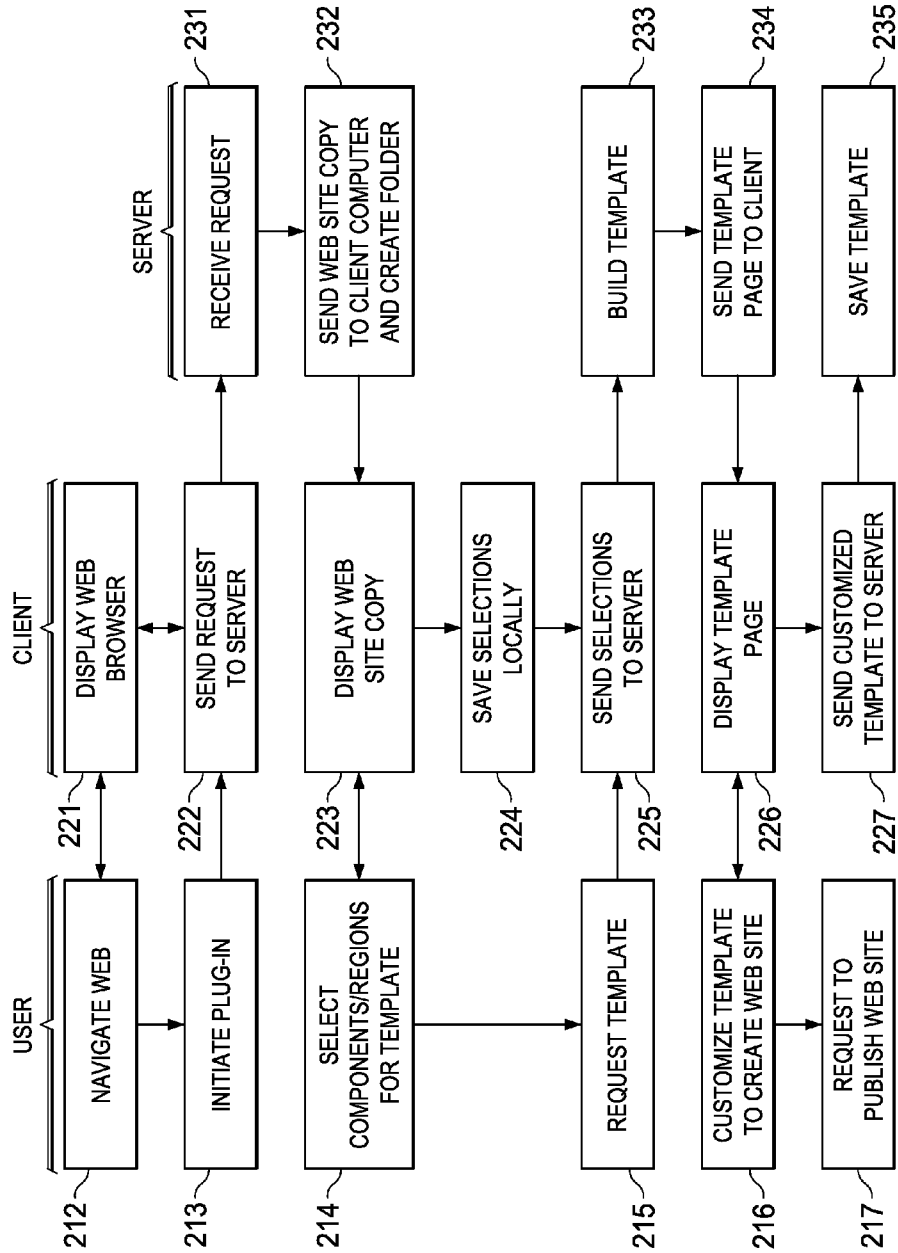 USER
CLIENT
SERVER
212
NAVIGATE WEB
221
DISPLAY WEB
BROWSER
213
INITIATE PLUG-IN
222
SEND REQUEST
TO SERVER
RECEIVE REQUEST
231
214
SELECT
COMPONENTS/REGIONS
FOR TEMPLATE
223
DISPLAY WEB
SITE COPY
SEND WEB SITE COPY
TO CLIENT COMPUTER
AND CREATE FOLDER
232
224
SAVE SELECTIONS
LOCALLY
215
REQUEST TEMPLATE
225
SEND SELECTIONS
TO SERVER
BUILD TEMPLATE
233
216
CUSTOMIZE TEMPLATE
TO CREATE WEB SITE
226
DISPLAY TEMPLATE
PAGE
SEND TEMPLATE
PAGE TO CLIENT
234
217
REQUEST TO
PUBLISH WEB SITE
227
SEND CUSTOMIZED
TEMPLATE TO SERVER
SAVE TEMPLATE
235